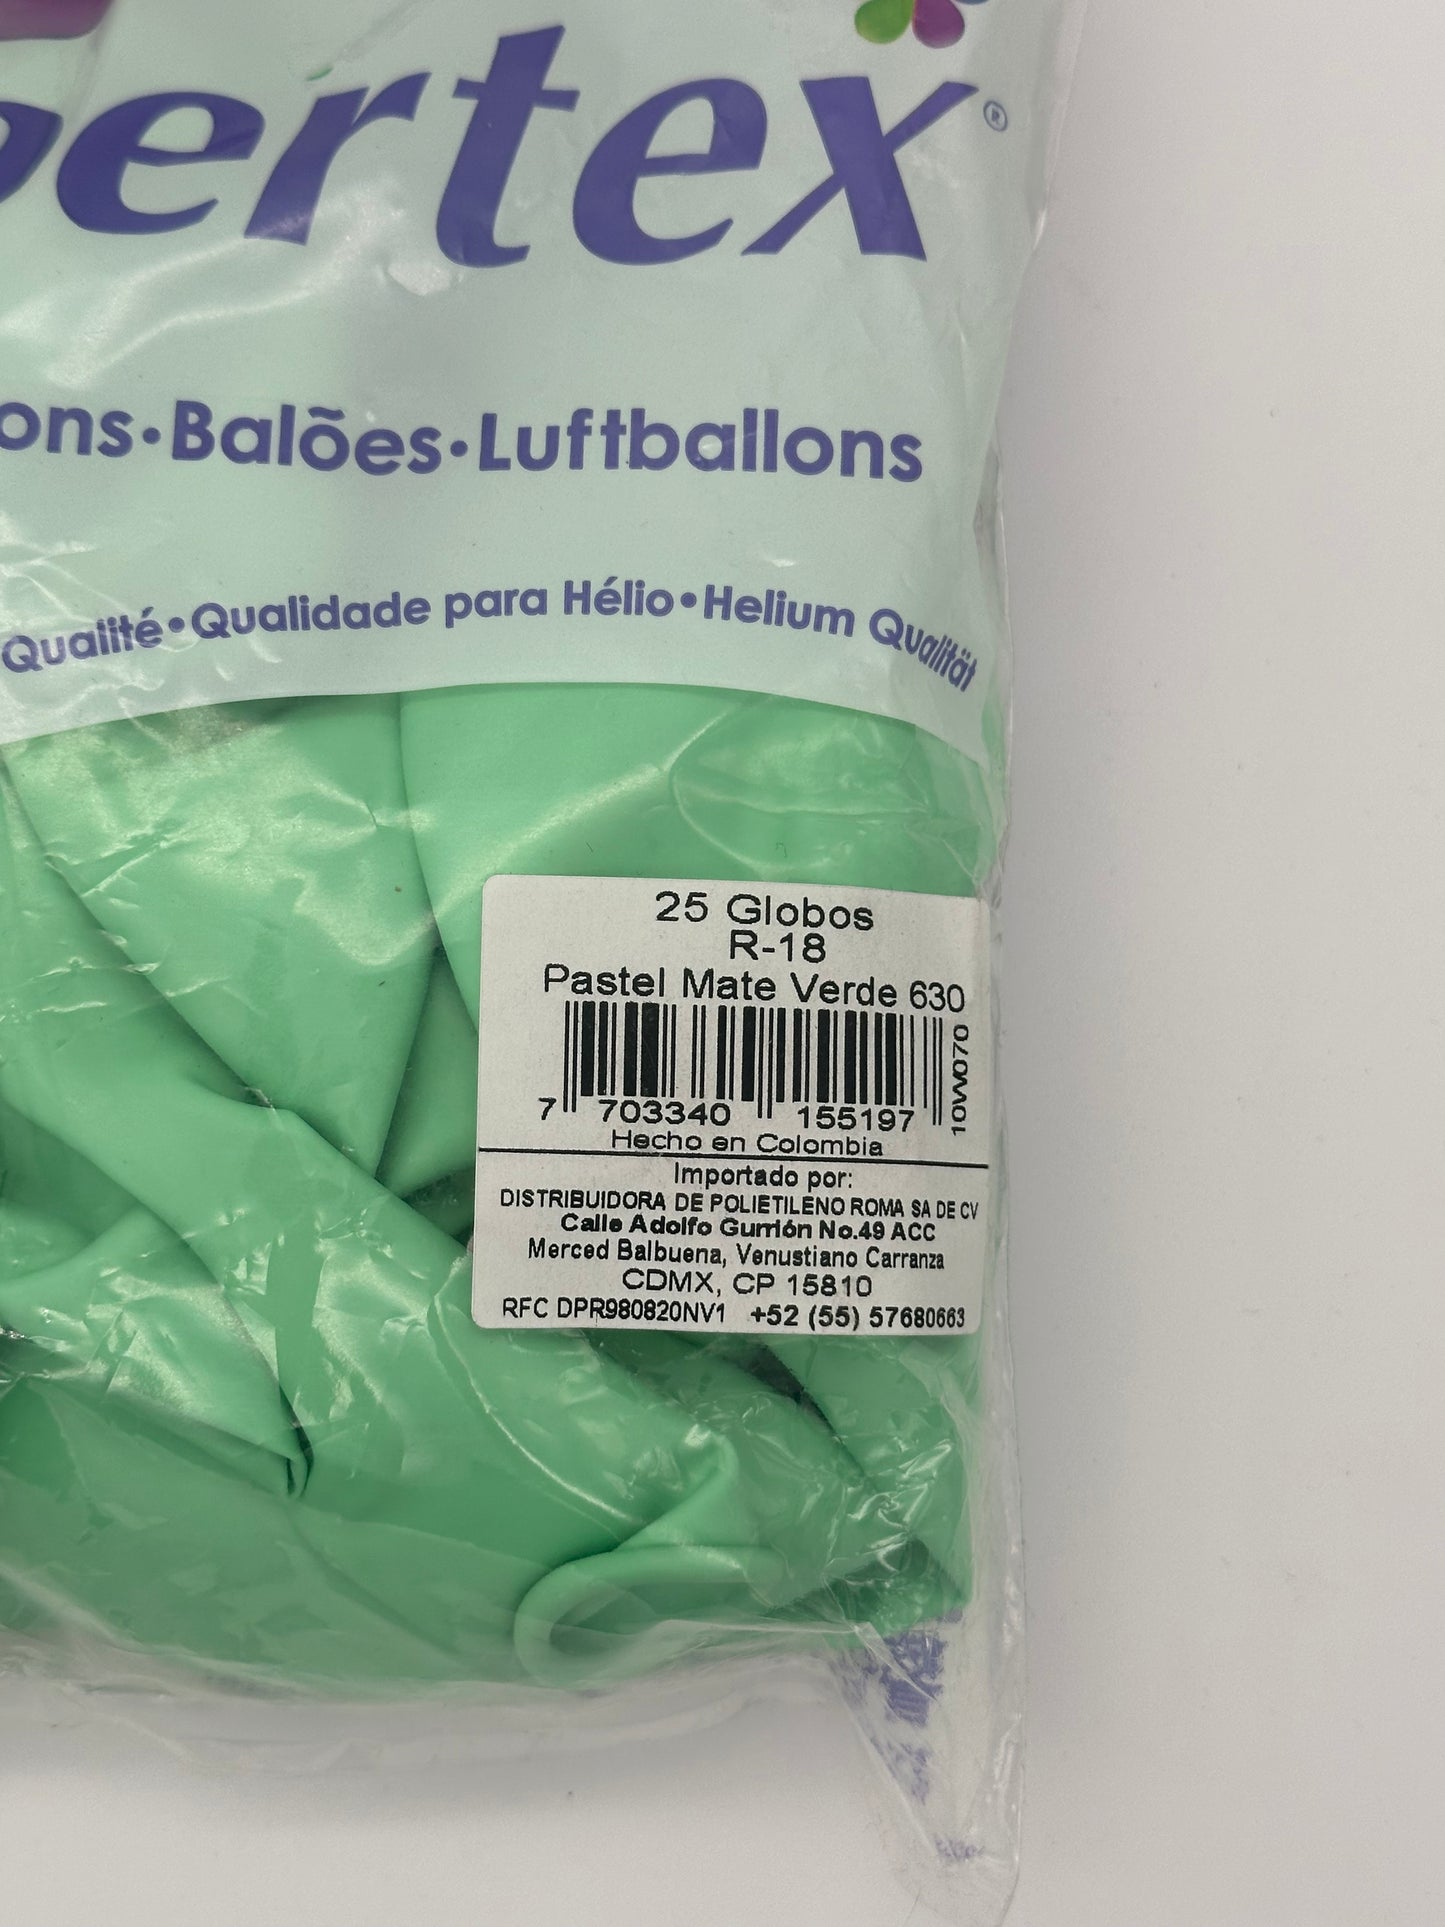 pertex®
ons•Balões•Luftballons
Qualité•Qualidade para Hélio•Helium Qualität
25 Globos
R-18
Pastel Mate Verde 630
7 703340 155197
10W070
Hecho en Colombia
Importado por:
DISTRIBUIDORA DE POLIETILENO ROMA SA DE CV
Calle Adolfo Gurrión No.49 ACC
Merced Balbuena, Venustiano Carranza
CDMX, CP 15810
RFC DPR980820NV1 +52 (55) 57680663